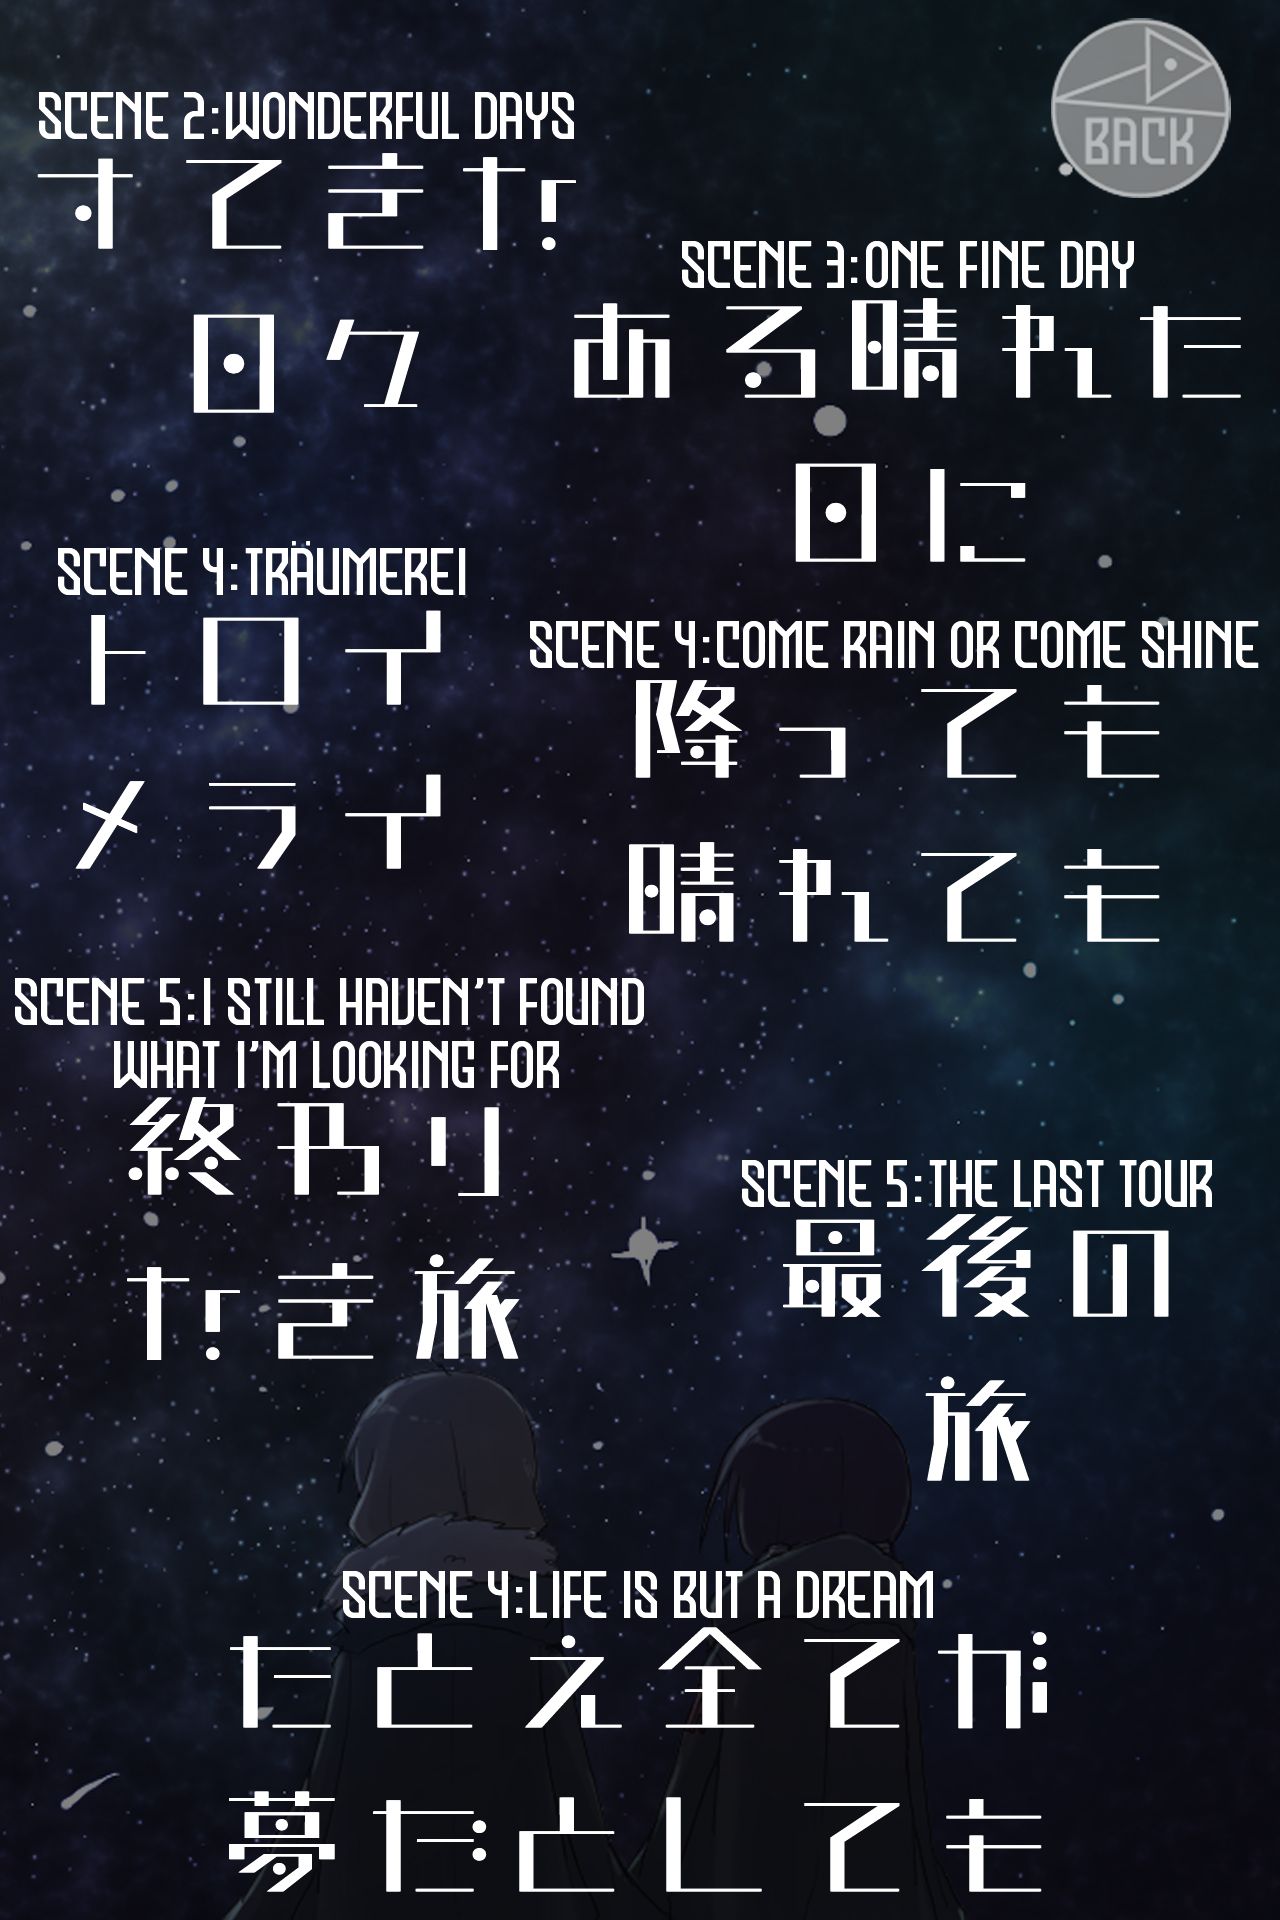 BACK
SCENE 2:WONDERFUL DAYS
すてきな
日々
SCENE 3:ONE FINE DAY
ある晴れた
日に
SCENE 4:TRÄUMEREI
トロイ
メライ
SCENE 4:COME RAIN OR COME SHINE
降っても
晴れても
SCENE 5:I STILL HAVEN'T FOUND
WHAT I'M LOOKING FOR
終わり
なき旅
SCENE 5:THE LAST TOUR
最後の
旅
SCENE 4:LIFE IS BUT A DREAM
たとえ全てが
夢だとしても